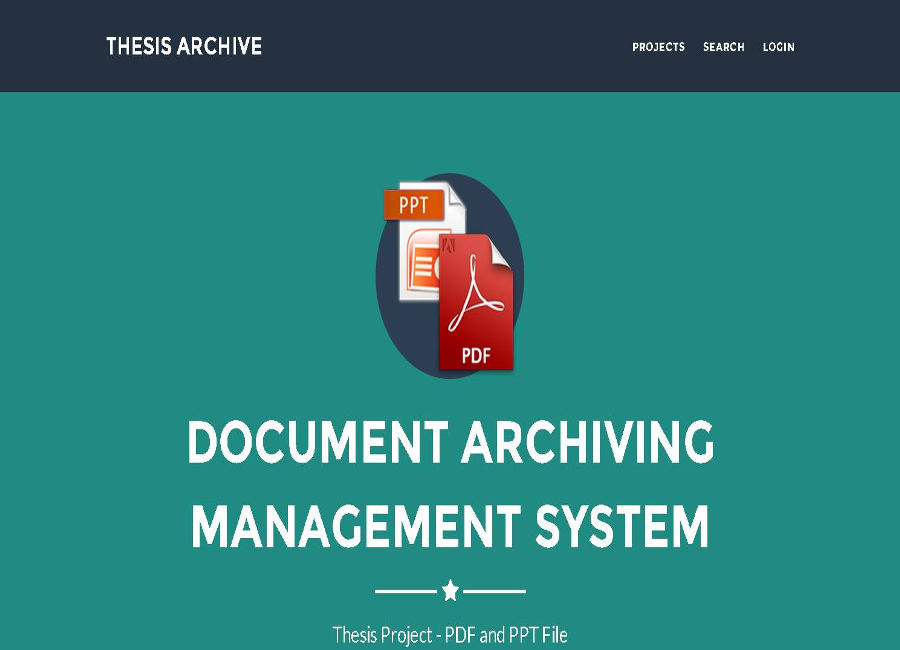 THESIS ARCHIVE
PROJECTS SEARCH LOGIN
PPT
PDF
DOCUMENT ARCHIVING
MANAGEMENT SYSTEM
Thesis Project - PDF and PPT File